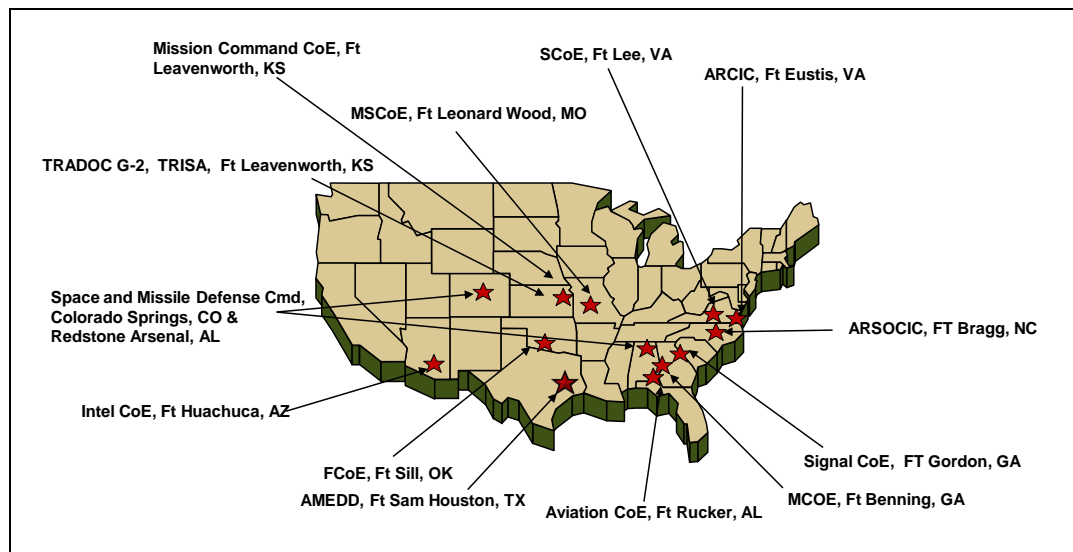 Mission Command CoE, Ft
Leavenworth, KS
SCoE, Ft Lee, VA
ARCIC, Ft Eustis, VA
MSCoE, Ft Leonard Wood, MO
TRADOC G-2, TRISA, Ft Leavenworth, KS
Space and Missile Defense Cmd,
Colorado Springs, CO &
Redstone Arsenal, AL
ARSOCIC, FT Bragg, NC
Intel CoE, Ft Huachuca, AZ
FCoE, Ft Sill, OK
Signal CoE, FT Gordon, GA
AMEDD, Ft Sam Houston, TX
MCOE, Ft Benning, GA
Aviation CoE, Ft Rucker, AL